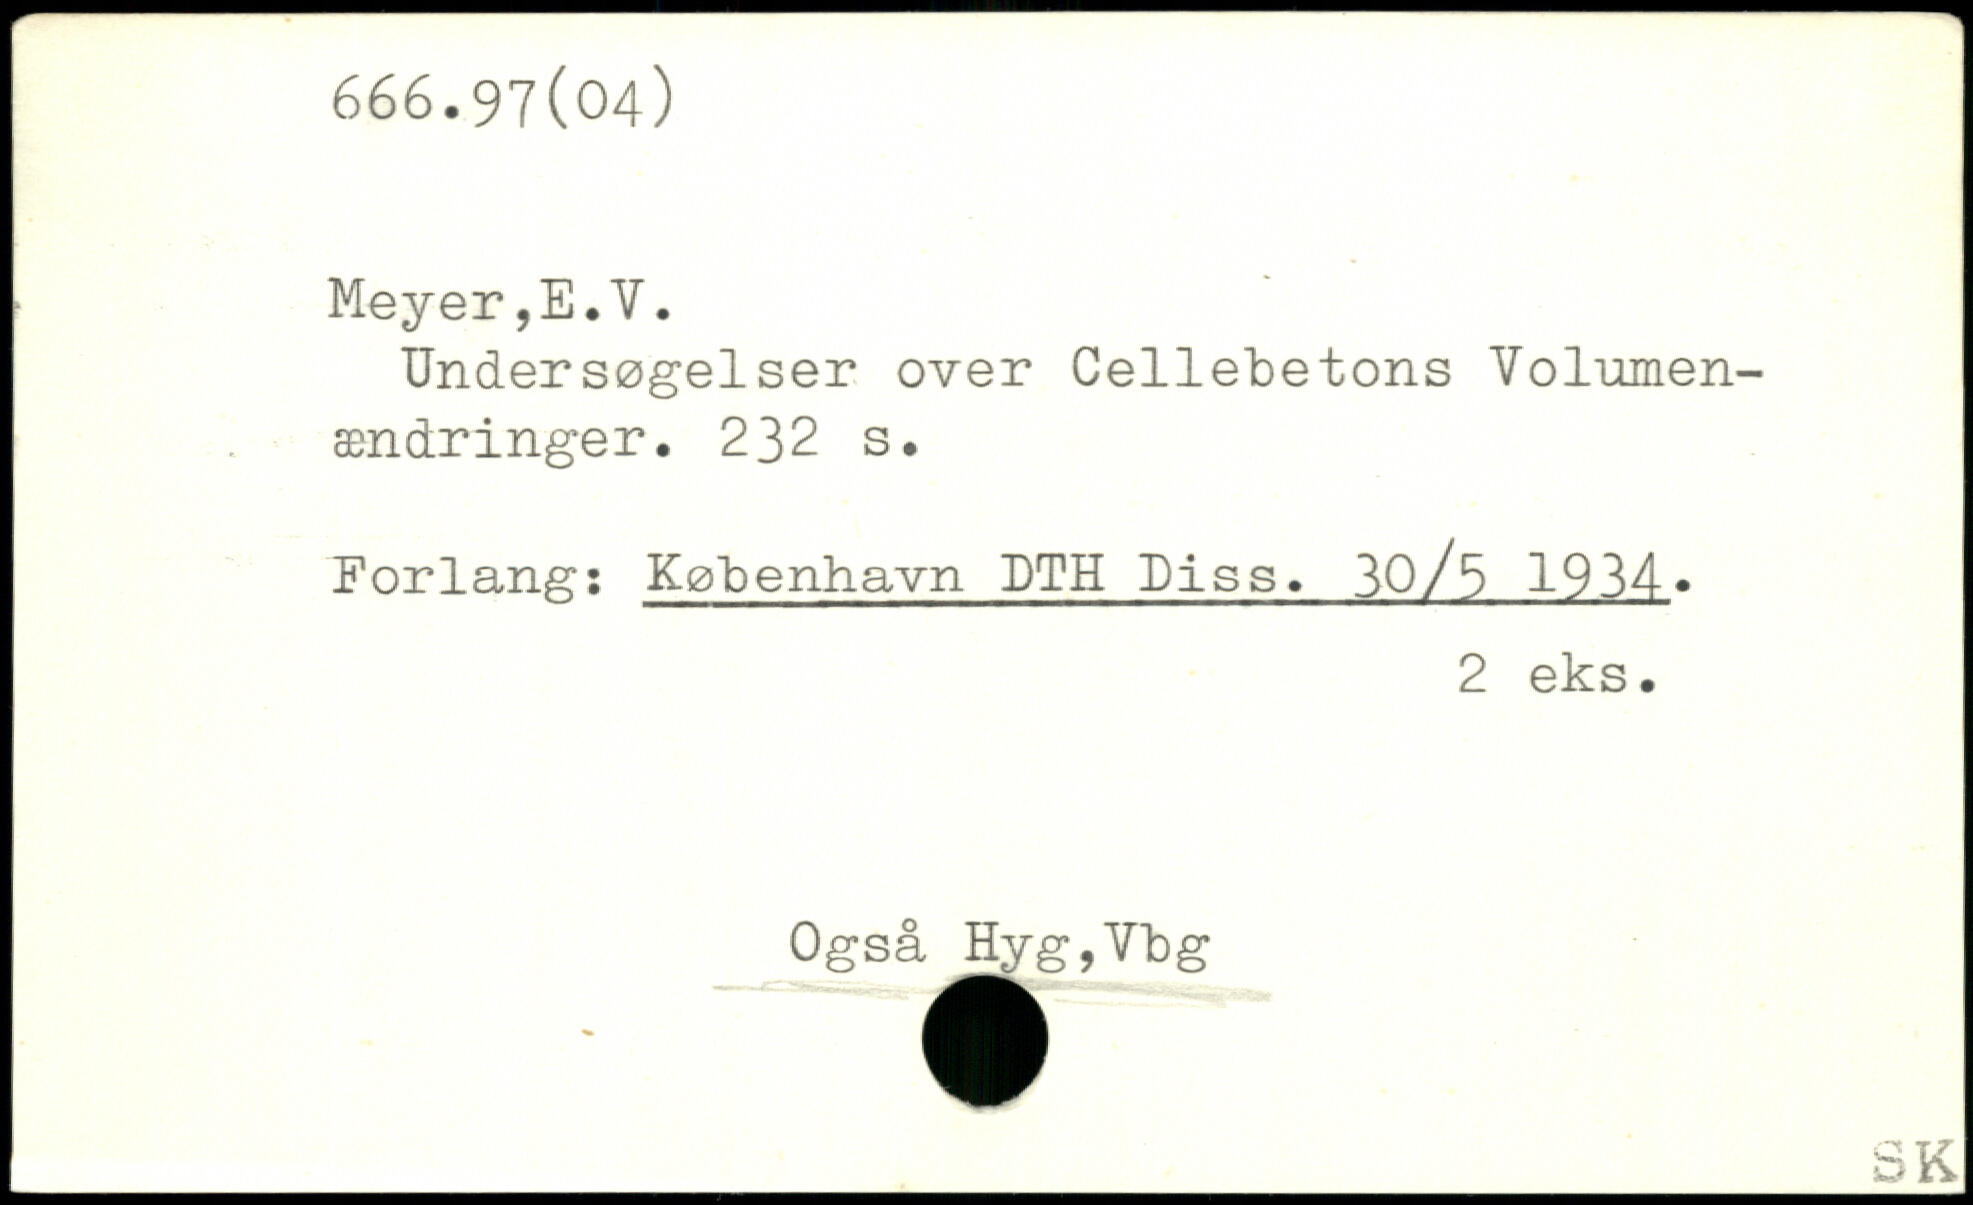 666.97(04)
Meyer,E.V.
Undersøgelser over Cellebetons Volumen-
ændringer. 232 s.
Forlang: København DTH Diss. 30/5 1934.
2 eks.
Også Hyg,Vbg
SK